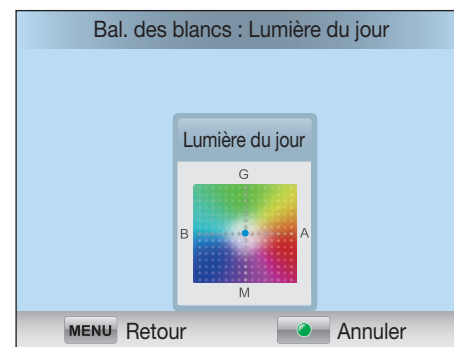 Bal. des blancs : Lumière du jour
Lumière du jour
G
B A
M
MENU Retour Annuler